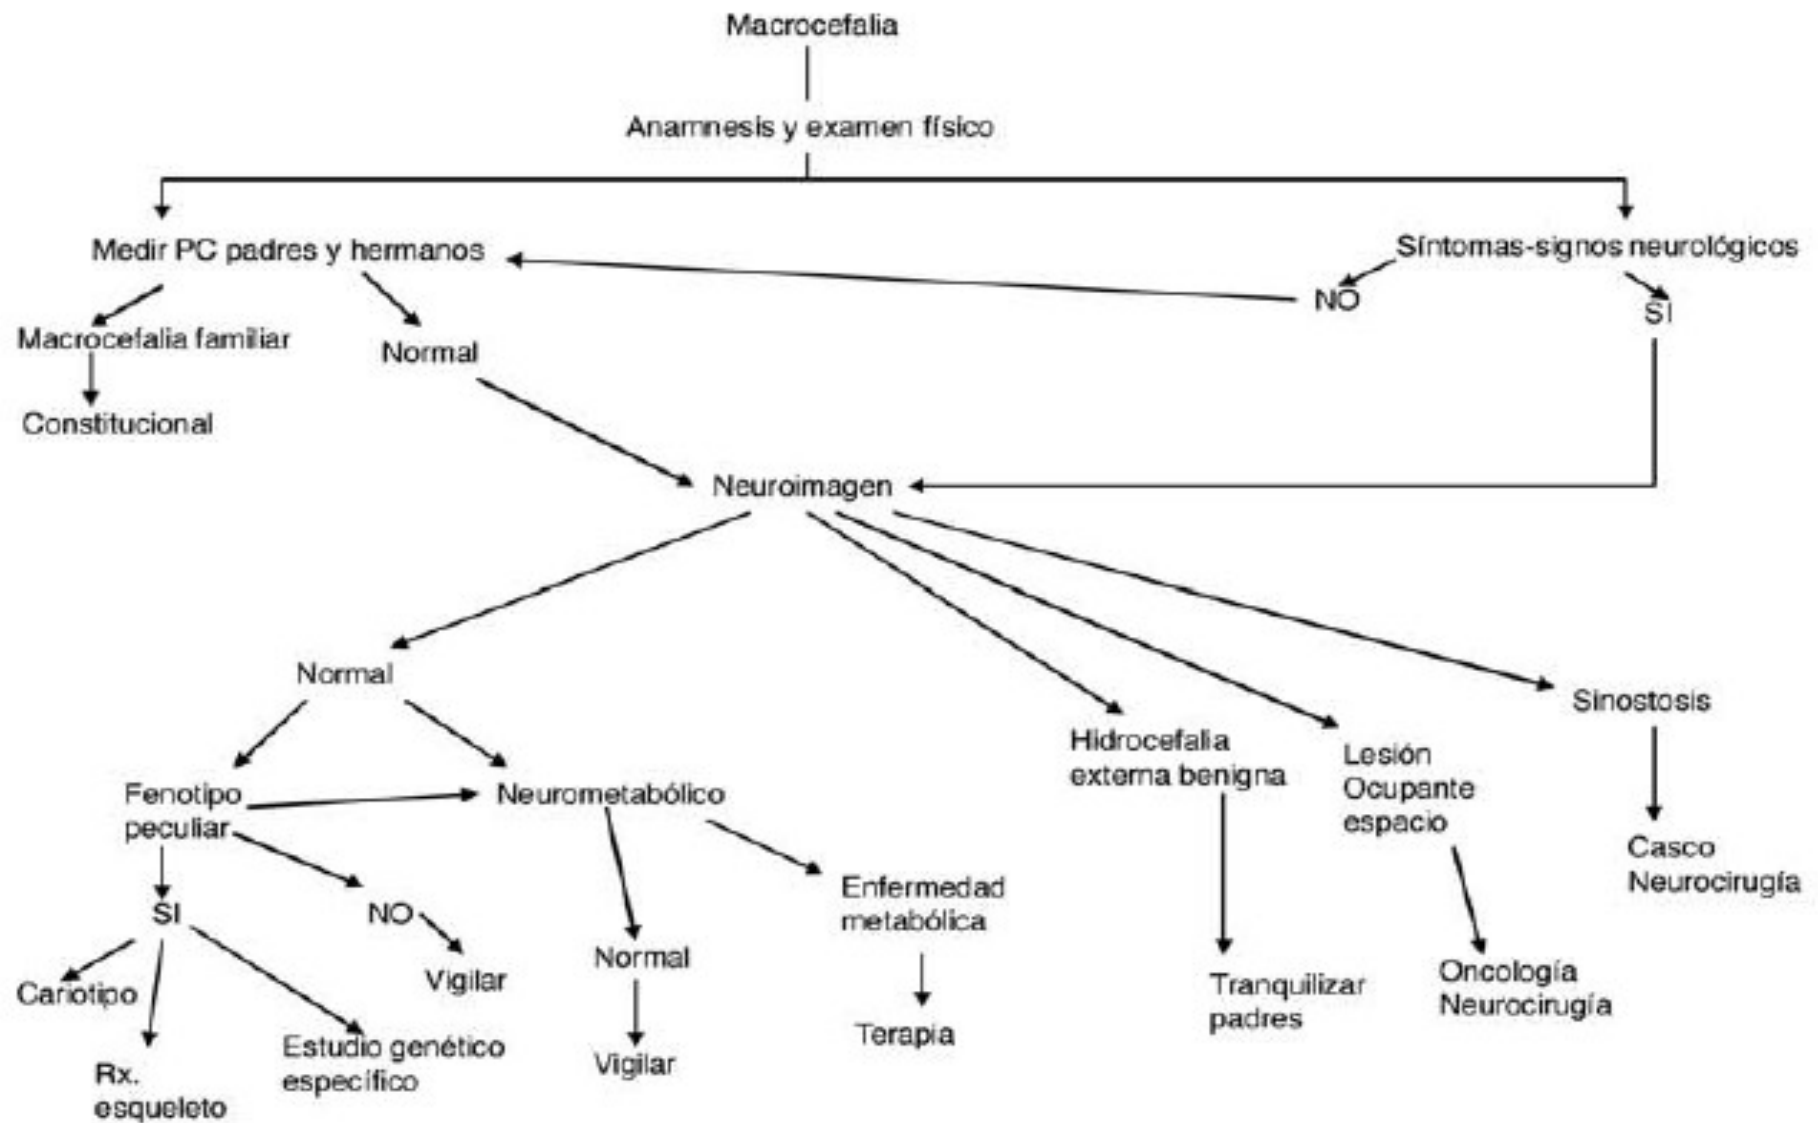 Macrocefalia
Anamnesis y examen físico
Medir PC padres y hermanos
Síntomas-signos neurológicos
NO
SI
Macrocefalia familiar
Normal
Constitucional
Neuroimagen
Normal
Sinostosis
Hidrocefalia
externa benigna
Lesión
Ocupante
espacio
Fenotipo
peculiar
Neurometabólico
Casco
Neurocirugía
Enfermedad
metabólica
SI
NO
Normal
Vigilar
Cariotipo
Tranquilizar
padres
Oncología
Neurocirugía
Terapia
Estudio genético
específico
Vigilar
Rx.
esqueleto